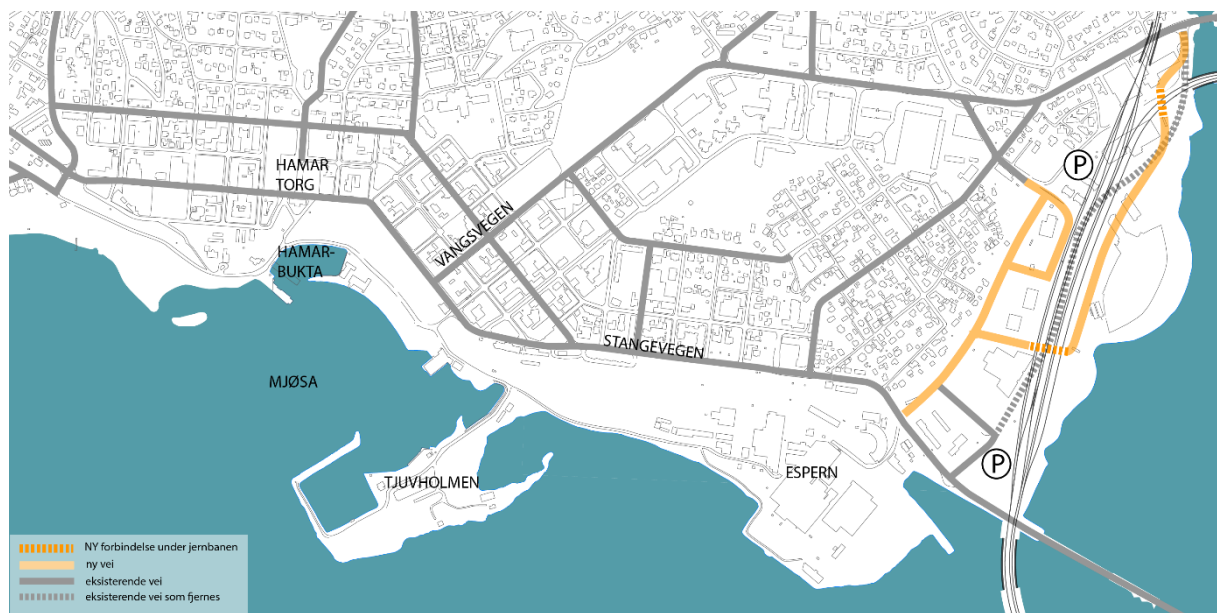 HAMAR
TORG
VANGSVEGEN
HAMAR-
BUKTA
STANGEVEGEN
MJØSA
TJUVHOLMEN
ESPERN
P
P
NY forbindelse under jernbanen
ny vei
eksisterende vei
eksisterende vei som fjernes